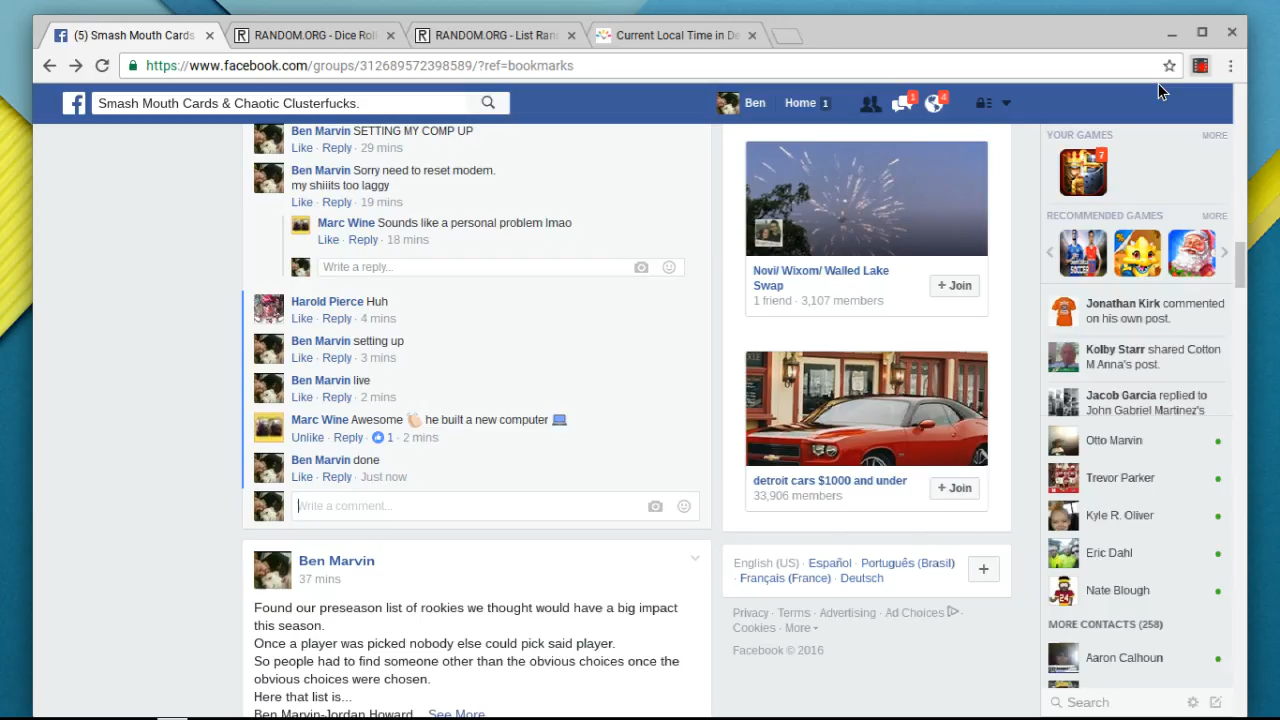 (5) Smash Mouth Cards
RANDOM.ORG - Dice Rol
RANDOM.ORG - List Ran
Current Local Time in De
https://www.facebook.com/groups/312689572398589/?ref=bookmarks
Smash Mouth Cards & Chaotic Clusterfucks.
Ben
Home 1
1
4
Ben Marvin SETTING MY COMP UP
Like · Reply · 29 mins
Ben Marvin Sorry need to reset modem.
my shiiits too laggy
Like · Reply · 19 mins
Marc Wine Sounds like a personal problem lmao
Like · Reply · 18 mins
Write a reply...
Harold Pierce Huh
Like · Reply · 4 mins
Ben Marvin setting up
Like · Reply · 3 mins
Ben Marvin live
Like · Reply · 2 mins
Marc Wine Awesome 👏🏻 he built a new computer 💻
Unlike · Reply · 1 · 2 mins
Ben Marvin done
Like · Reply · Just now
Write a comment...
Ben Marvin
37 mins
Found our preseason list of rookies we thought would have a big impact
this season.
Once a player was picked nobody else could pick said player.
So people had to find someone other than the obvious choices once the
obvious choices were chosen.
Here that list is...
Ben Marvin-Jordan Howard... See More
Novi/ Wixom/ Walled Lake
Swap
1 friend · 3,107 members
+ Join
detroit cars $1000 and under
33,906 members
+ Join
English (US) · Español · Português (Brasil)
· Français (France) · Deutsch
+
Privacy · Terms · Advertising · Ad Choices ·
Cookies · More
Facebook © 2016
YOUR GAMES
MORE
7
RECOMMENDED GAMES
MORE
SOCCER
Jonathan Kirk commented
on his own post.
Kolby Starr shared Cotton
M Anna's post.
Jacob Garcia replied to
John Gabriel Martinez's
Otto Marvin
Trevor Parker
Kyle R. Oliver
Eric Dahl
Nate Blough
MORE CONTACTS (258)
Aaron Calhoun
Search